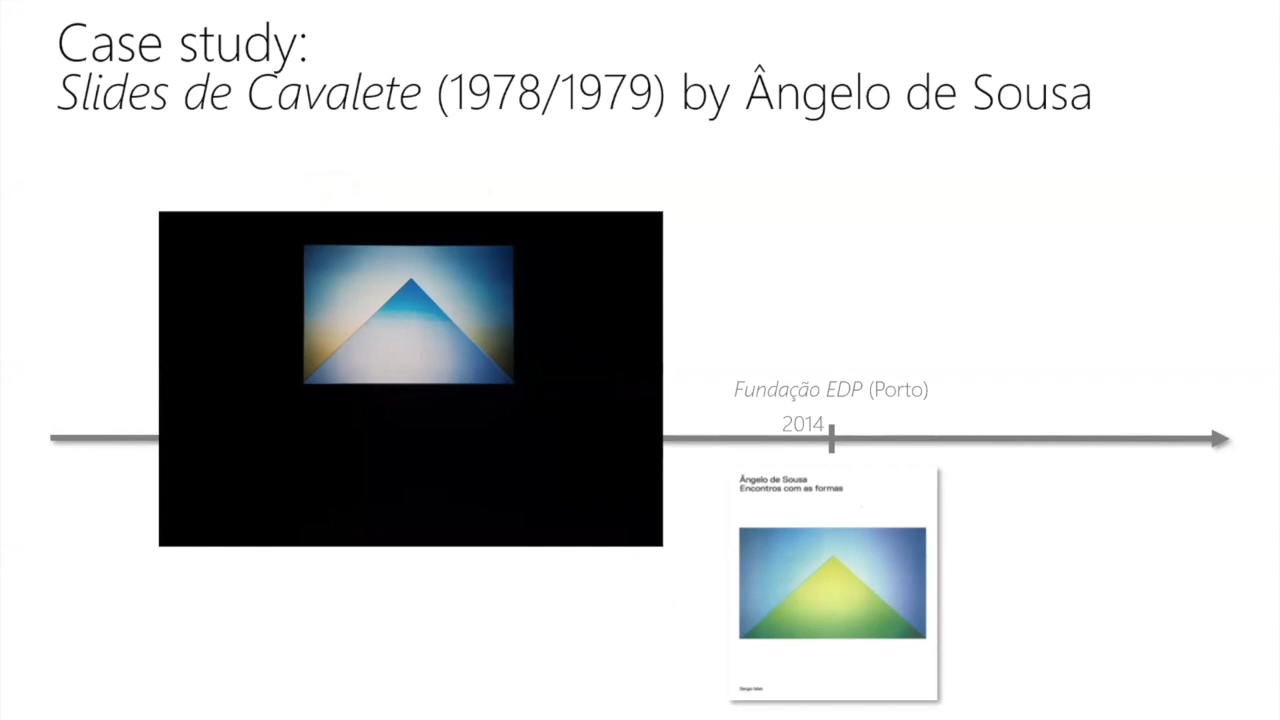 Case study:
Slides de Cavalete (1978/1979) by Ângelo de Sousa
Fundação EDP (Porto)
2014
Ângelo de Sousa
Encontros com as formas